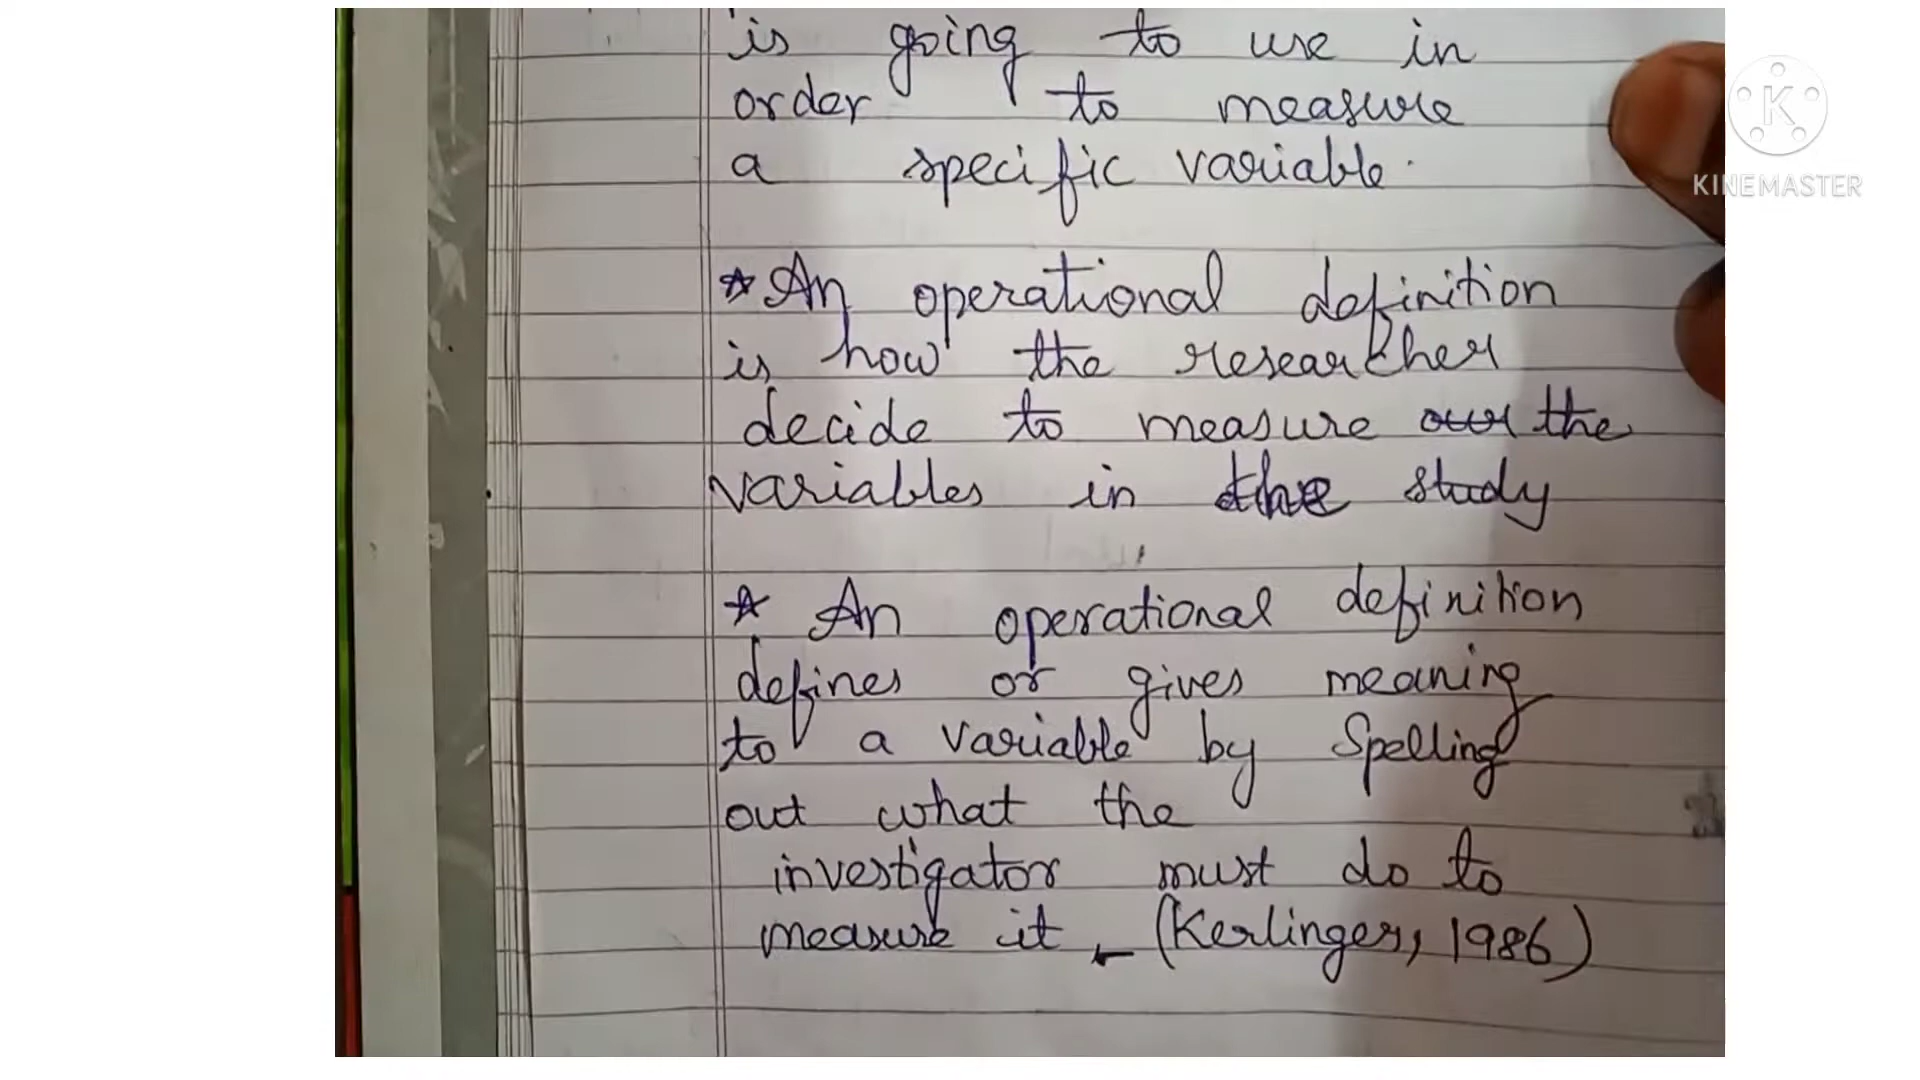 is going to use in
order to measure
a specific variable.
☆ An operational definition
is how the researcher
decide to measure our the
variables in the study
☆ An operational definition
defines or gives meaning
to a variable by Spelling
out what the
investigator must do to
measure it - (Kerlinger, 1986)
K
KINEMASTER